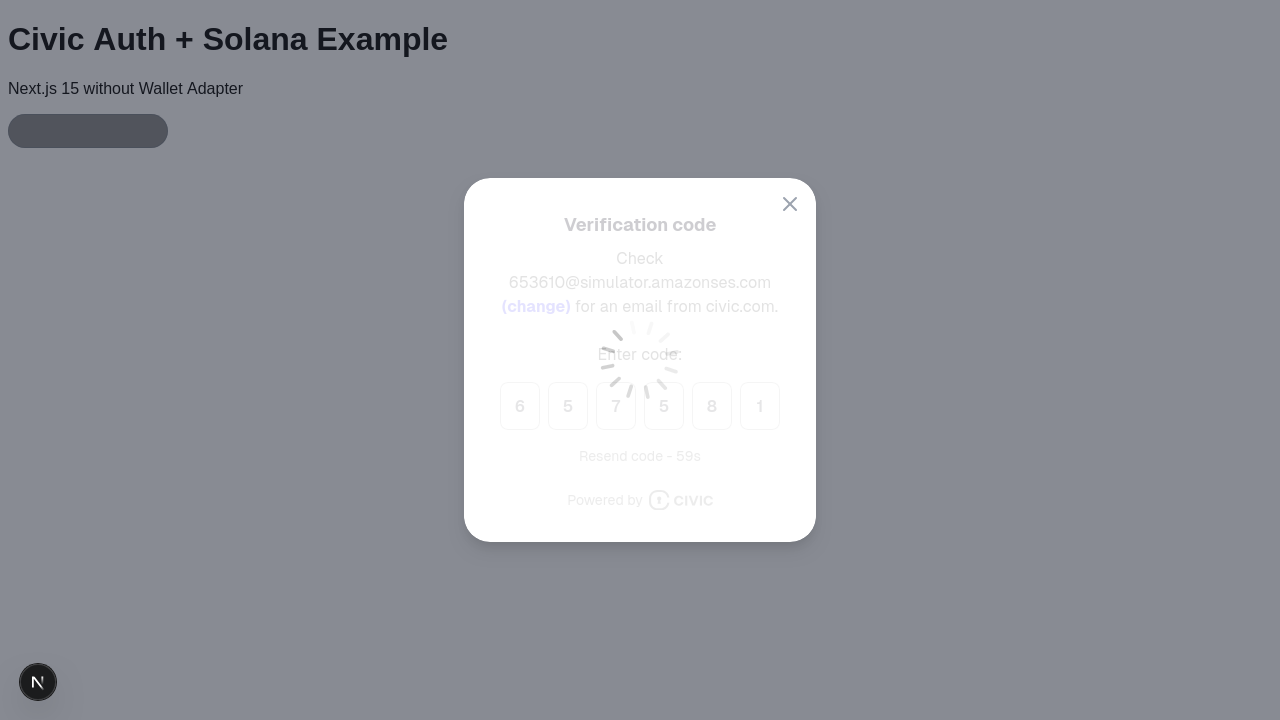 Civic Auth + Solana Example
Next.js 15 without Wallet Adapter
Verification code
Check
653610@simulator.amazonses.com
(change) for an email from civic.com.
Enter code:
6 5 7 5 8 1
Resend code - 59s
Powered by CIVIC
N